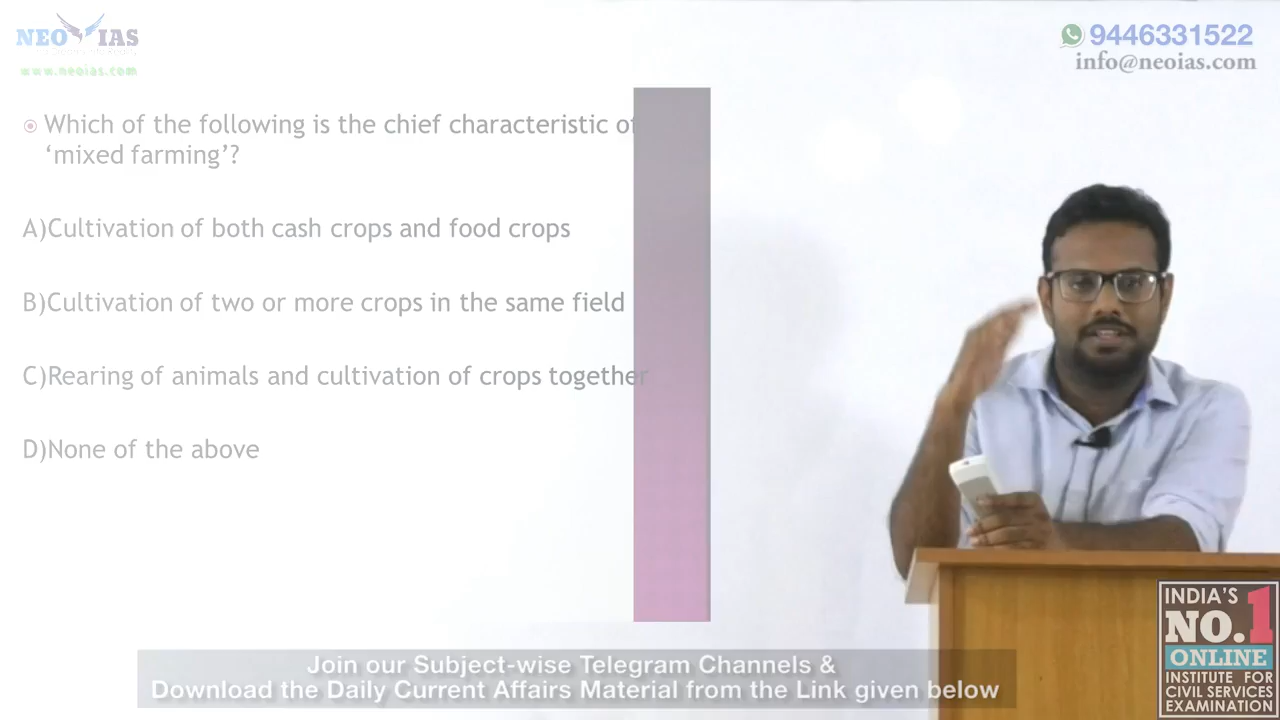 NEO IAS
www.neoias.com
9446331522
info@neoias.com
Which of the following is the chief characteristic of
‘mixed farming’?
A)Cultivation of both cash crops and food crops
B)Cultivation of two or more crops in the same field
C)Rearing of animals and cultivation of crops together
D)None of the above
Join our Subject-wise Telegram Channels &
Download the Daily Current Affairs Material from the Link given below
INDIA'S
NO.1
ONLINE
INSTITUTE FOR
CIVIL SERVICES
EXAMINATION